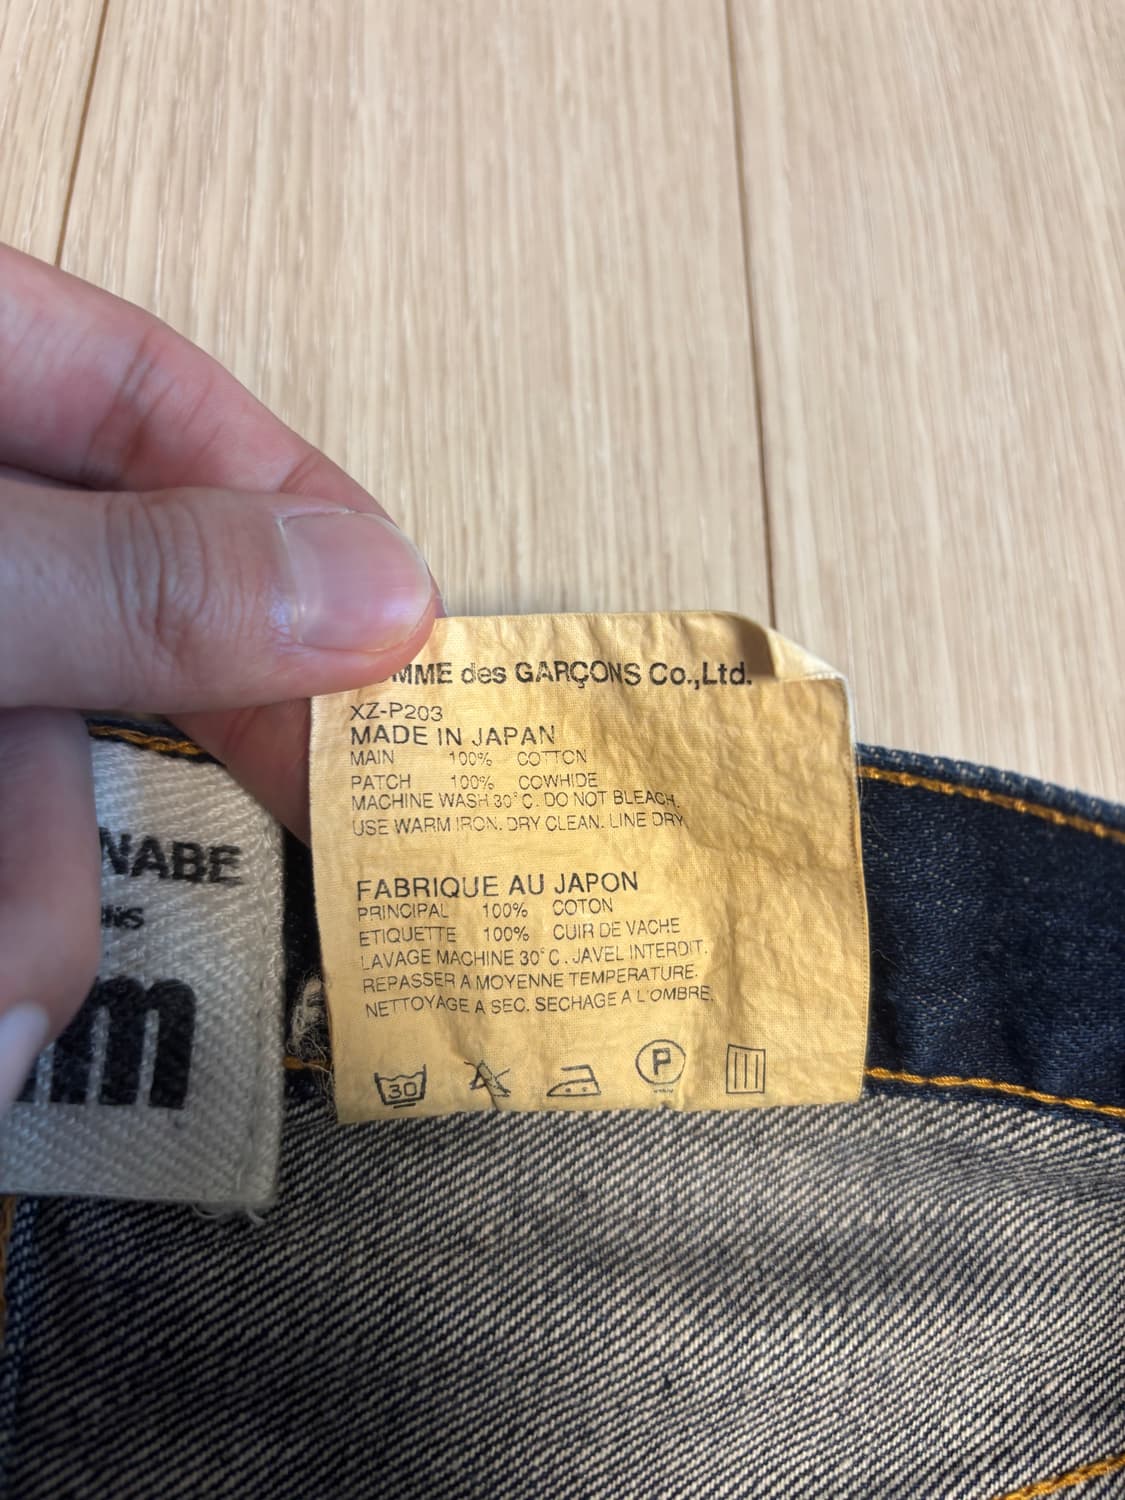 MME des GARÇONS Co.,Ltd.
XZ-P203
MADE IN JAPAN
MAIN 100% COTTON
PATCH 100% COWHIDE
MACHINE WASH 30°C. DO NOT BLEACH.
USE WARM IRON. DRY CLEAN. LINE DRY
FABRIQUE AU JAPON
PRINCIPAL 100% COTON
ETIQUETTE 100% CUIR DE VACHE
LAVAGE MACHINE 30°C. JAVEL INTERDIT.
REPASSER A MOYENNE TEMPERATURE.
NETTOYAGE A SEC. SECHAGE A L'OMBRE.
30 P
NABE
m